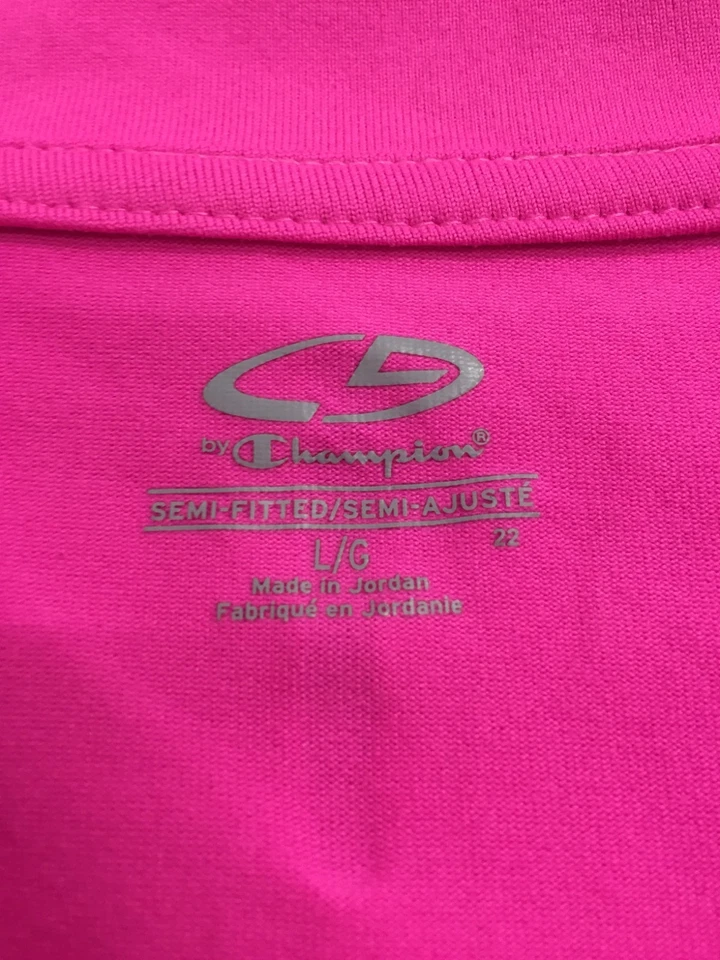 by Champion®
SEMI-FITTED/SEMI-AJUSTÉ
22
L/G
Made in Jordan
Fabriqué en Jordanie